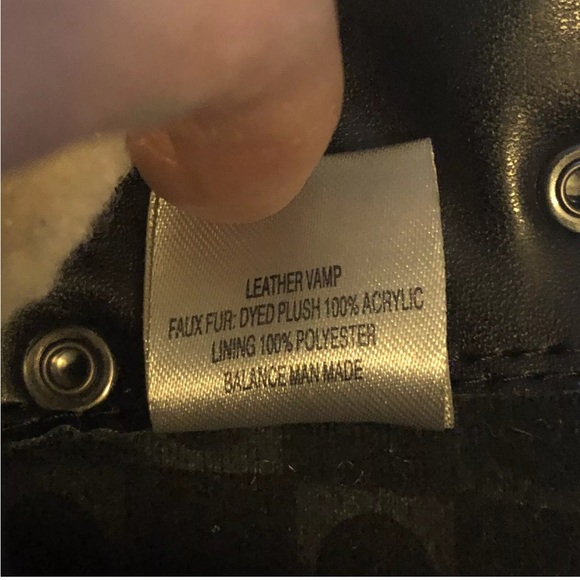 LEATHER VAMP
FAUX FUR: DYED PLUSH 100% ACRYLIC
LINING 100% POLYESTER
BALANCE MAN MADE